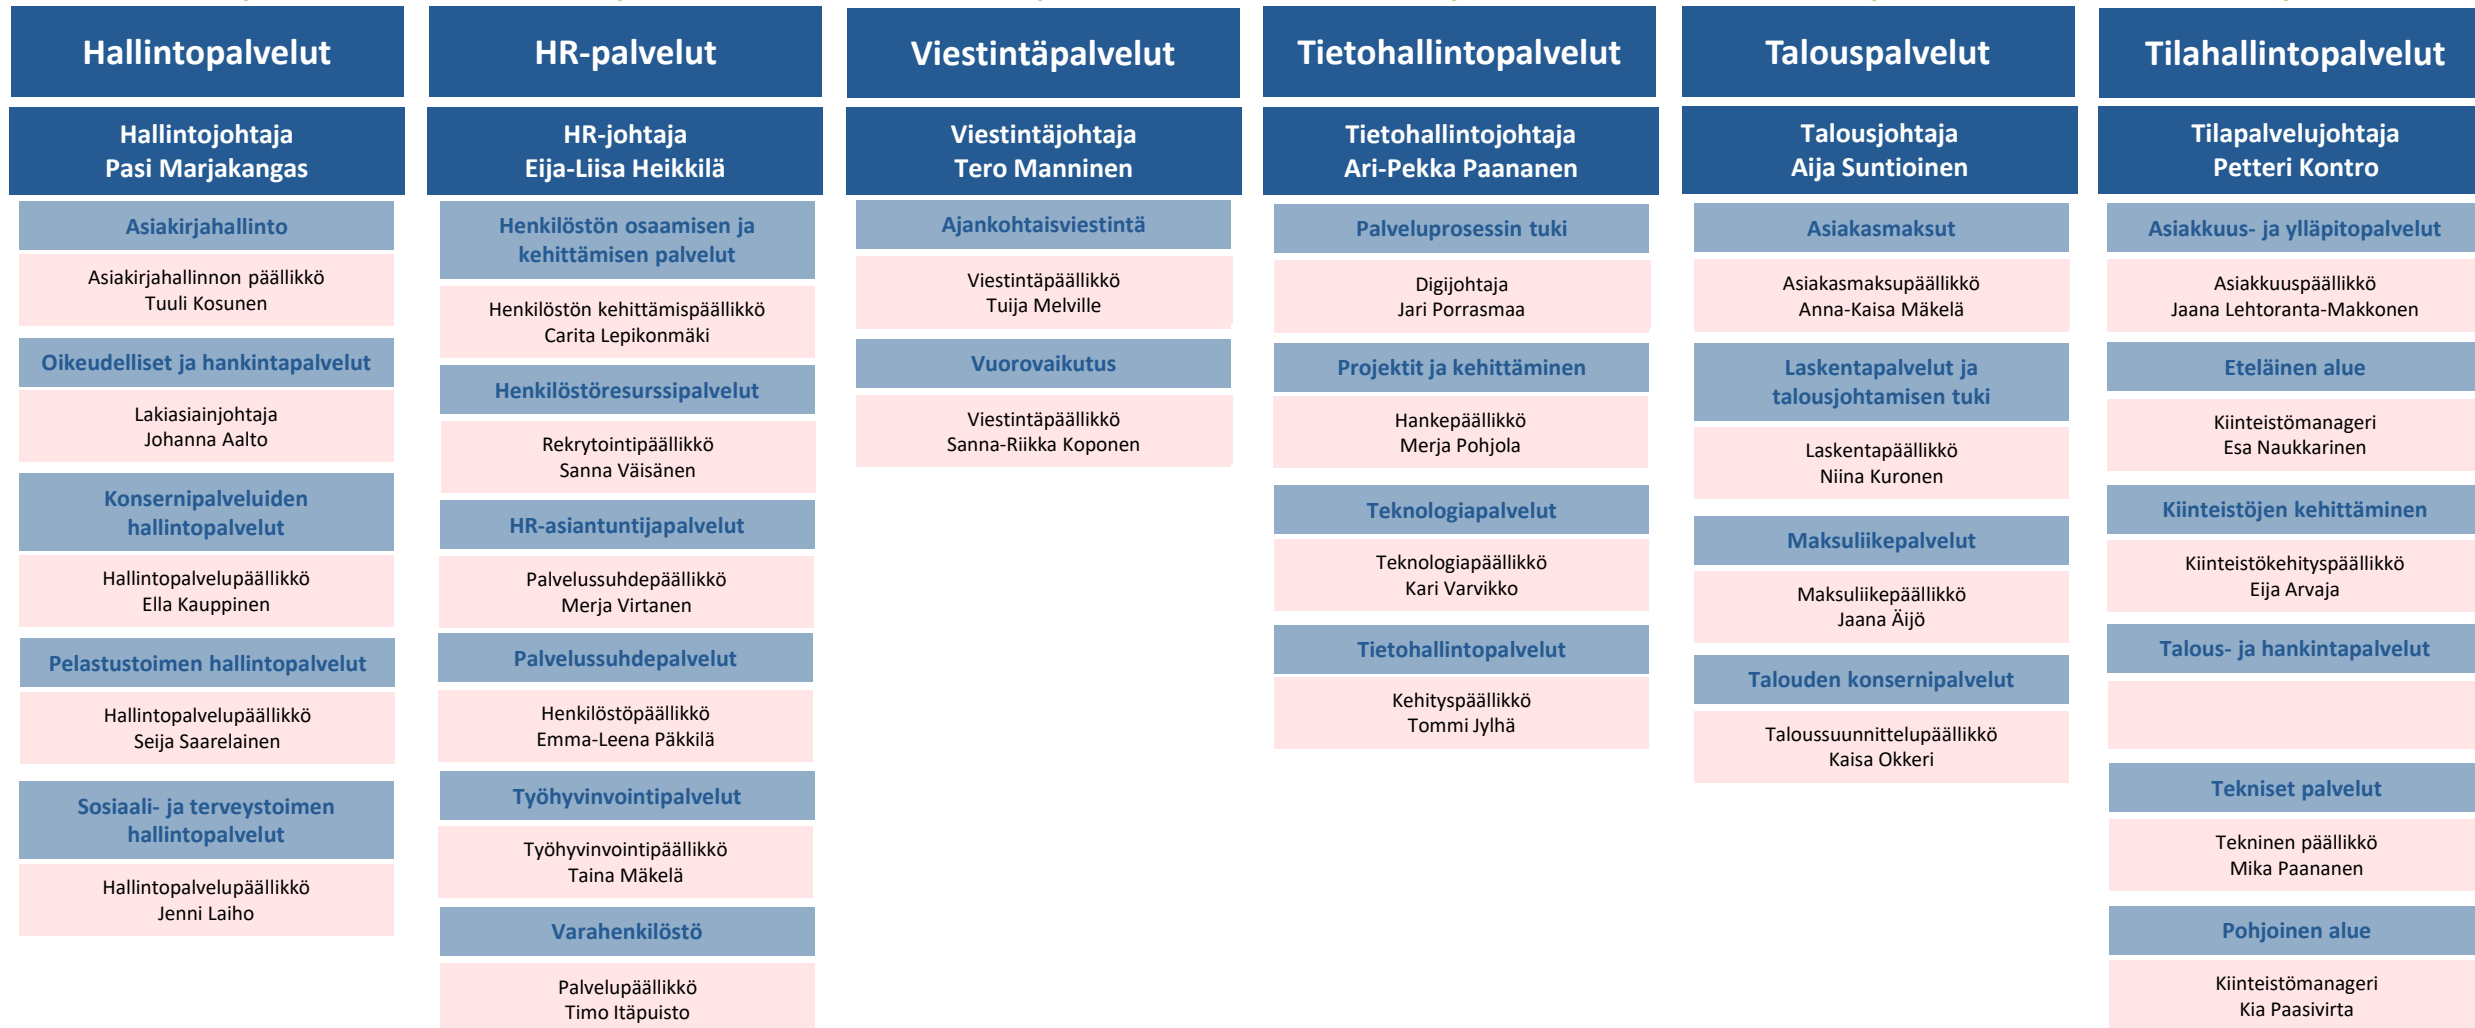 Hallintopalvelut
Hallintojohtaja
Pasi Marjakangas
Asiakirjahallinto
Asiakirjahallinnon päällikkö
Tuuli Kosunen
Oikeudelliset ja hankintapalvelut
Lakiasiainjohtaja
Johanna Aalto
Konsernipalveluiden
hallintopalvelut
Hallintopalvelupäällikkö
Ella Kauppinen
Pelastustoimen hallintopalvelut
Hallintopalvelupäällikkö
Seija Saarelainen
Sosiaali- ja terveystoimen
hallintopalvelut
Hallintopalvelupäällikkö
Jenni Laiho
HR-palvelut
HR-johtaja
Eija-Liisa Heikkilä
Henkilöstön osaamisen ja
kehittämisen palvelut
Henkilöstön kehittämispäällikkö
Carita Lepikonmäki
Henkilöstöresurssipalvelut
Rekrytointipäällikkö
Sanna Väisänen
HR-asiantuntijapalvelut
Palvelussuhdepäällikkö
Merja Virtanen
Palvelussuhdepalvelut
Henkilöstöpäällikkö
Emma-Leena Päkkilä
Työhyvinvointipalvelut
Työhyvinvointipäällikkö
Taina Mäkelä
Varahenkilöstö
Palvelupäällikkö
Timo Itäpuisto
Viestintäpalvelut
Viestintäjohtaja
Tero Manninen
Ajankohtaisviestintä
Viestintäpäällikkö
Tuija Melville
Vuorovaikutus
Viestintäpäällikkö
Sanna-Riikka Koponen
Tietohallintopalvelut
Tietohallintojohtaja
Ari-Pekka Paananen
Palveluprosessin tuki
Digijohtaja
Jari Porrasmaa
Projektit ja kehittäminen
Hankepäällikkö
Merja Pohjola
Teknologiapalvelut
Teknologiapäällikkö
Kari Varvikko
Tietohallintopalvelut
Kehityspäällikkö
Tommi Jylhä
Talouspalvelut
Talousjohtaja
Aija Suntioinen
Asiakasmaksut
Asiakasmaksupäällikkö
Anna-Kaisa Mäkelä
Laskentapalvelut ja
talousjohtamisen tuki
Laskentapäällikkö
Niina Kuronen
Maksuliikepalvelut
Maksuliikepäällikkö
Jaana Äijö
Talouden konsernipalvelut
Taloussuunnittelupäällikkö
Kaisa Okkeri
Tilahallintopalvelut
Tilapalvelujohtaja
Petteri Kontro
Asiakkuus- ja ylläpitopalvelut
Asiakkuuspäällikkö
Jaana Lehtoranta-Makkonen
Eteläinen alue
Kiinteistömanageri
Esa Naukkarinen
Kiinteistöjen kehittäminen
Kiinteistökehityspäällikkö
Eija Arvaja
Talous- ja hankintapalvelut
Tekniset palvelut
Tekninen päällikkö
Mika Paananen
Pohjoinen alue
Kiinteistömanageri
Kia Paasivirta